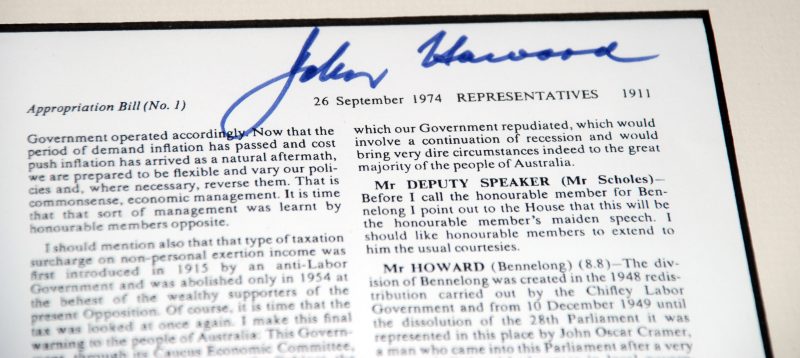 John Howard
Appropriation Bill (No. 1)
26 September 1974 REPRESENTATIVES 1911
Government operated accordingly. Now that the
period of demand inflation has passed and cost
push inflation has arrived as a natural aftermath,
we are prepared to be flexible and vary our poli-
cies and, where necessary, reverse them. That is
commonsense, economic management. It is time
that that sort of management was learnt by
honourable members opposite.
I should mention also that that type of taxation
surcharge on non-personal exertion income was
first introduced in 1915 by an anti-Labor
Government and was abolished only in 1954 at
the behest of the wealthy supporters of the
present Opposition. Of course, it is time that the
tax was looked at once again. I make this final
warning to the people of Australia: This Govern-
ment, through its Caucus Economic Committee,
which our Government repudiated, which would
involve a continuation of recession and would
bring very dire circumstances indeed to the great
majority of the people of Australia.
Mr DEPUTY SPEAKER (Mr Scholes)—
Before I call the honourable member for Ben-
nelong I point out to the House that this will be
the honourable member's maiden speech. I
should like honourable members to extend to
him the usual courtesies.
Mr HOWARD (Bennelong) (8.8)—The div-
ision of Bennelong was created in the 1948 redis-
tribution carried out by the Chifley Labor
Government and from 10 December 1949 until
the dissolution of the 28th Parliament it was
represented in this place by John Oscar Cramer,
a man who came into this Parliament after a very